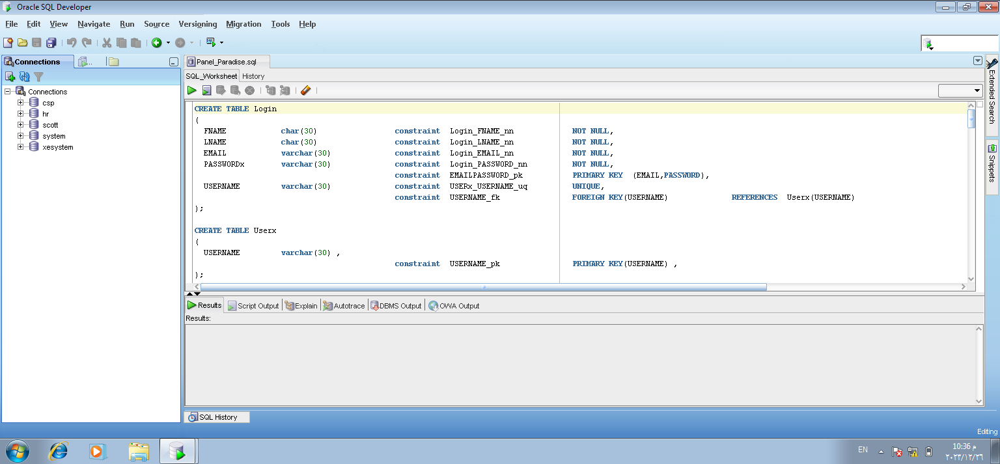 Oracle SQL Developer
File Edit View Navigate Run Source Versioning Migration Tools Help
Connections
Panel_Paradise.sql
SQL_Worksheet History
Connections
csp
hr
scott
system
xesystem
CREATE TABLE Login
(
FNAME char(30) constraint Login_FNAME_nn NOT NULL,
LNAME char(30) constraint Login_LNAME_nn NOT NULL,
EMAIL varchar(30) constraint Login_EMAIL_nn NOT NULL,
PASSWORDx varchar(30) constraint Login_PASSWORD_nn NOT NULL,
constraint EMAILPASSWORD_pk PRIMARY KEY (EMAIL,PASSWORD),
USERNAME varchar(30) constraint USERx_USERNAME_uq UNIQUE,
constraint USERNAME_fk FOREIGN KEY(USERNAME) REFERENCES Userx(USERNAME)
);
CREATE TABLE Userx
(
USERNAME varchar(30) ,
constraint USERNAME_pk PRIMARY KEY(USERNAME) ,
);
Extended Search
Snippets
Results Script Output Explain Autotrace DBMS Output OWA Output
Results:
SQL History
Editing
EN
10:36 م
٢٠٢٣/١٢/٢٦